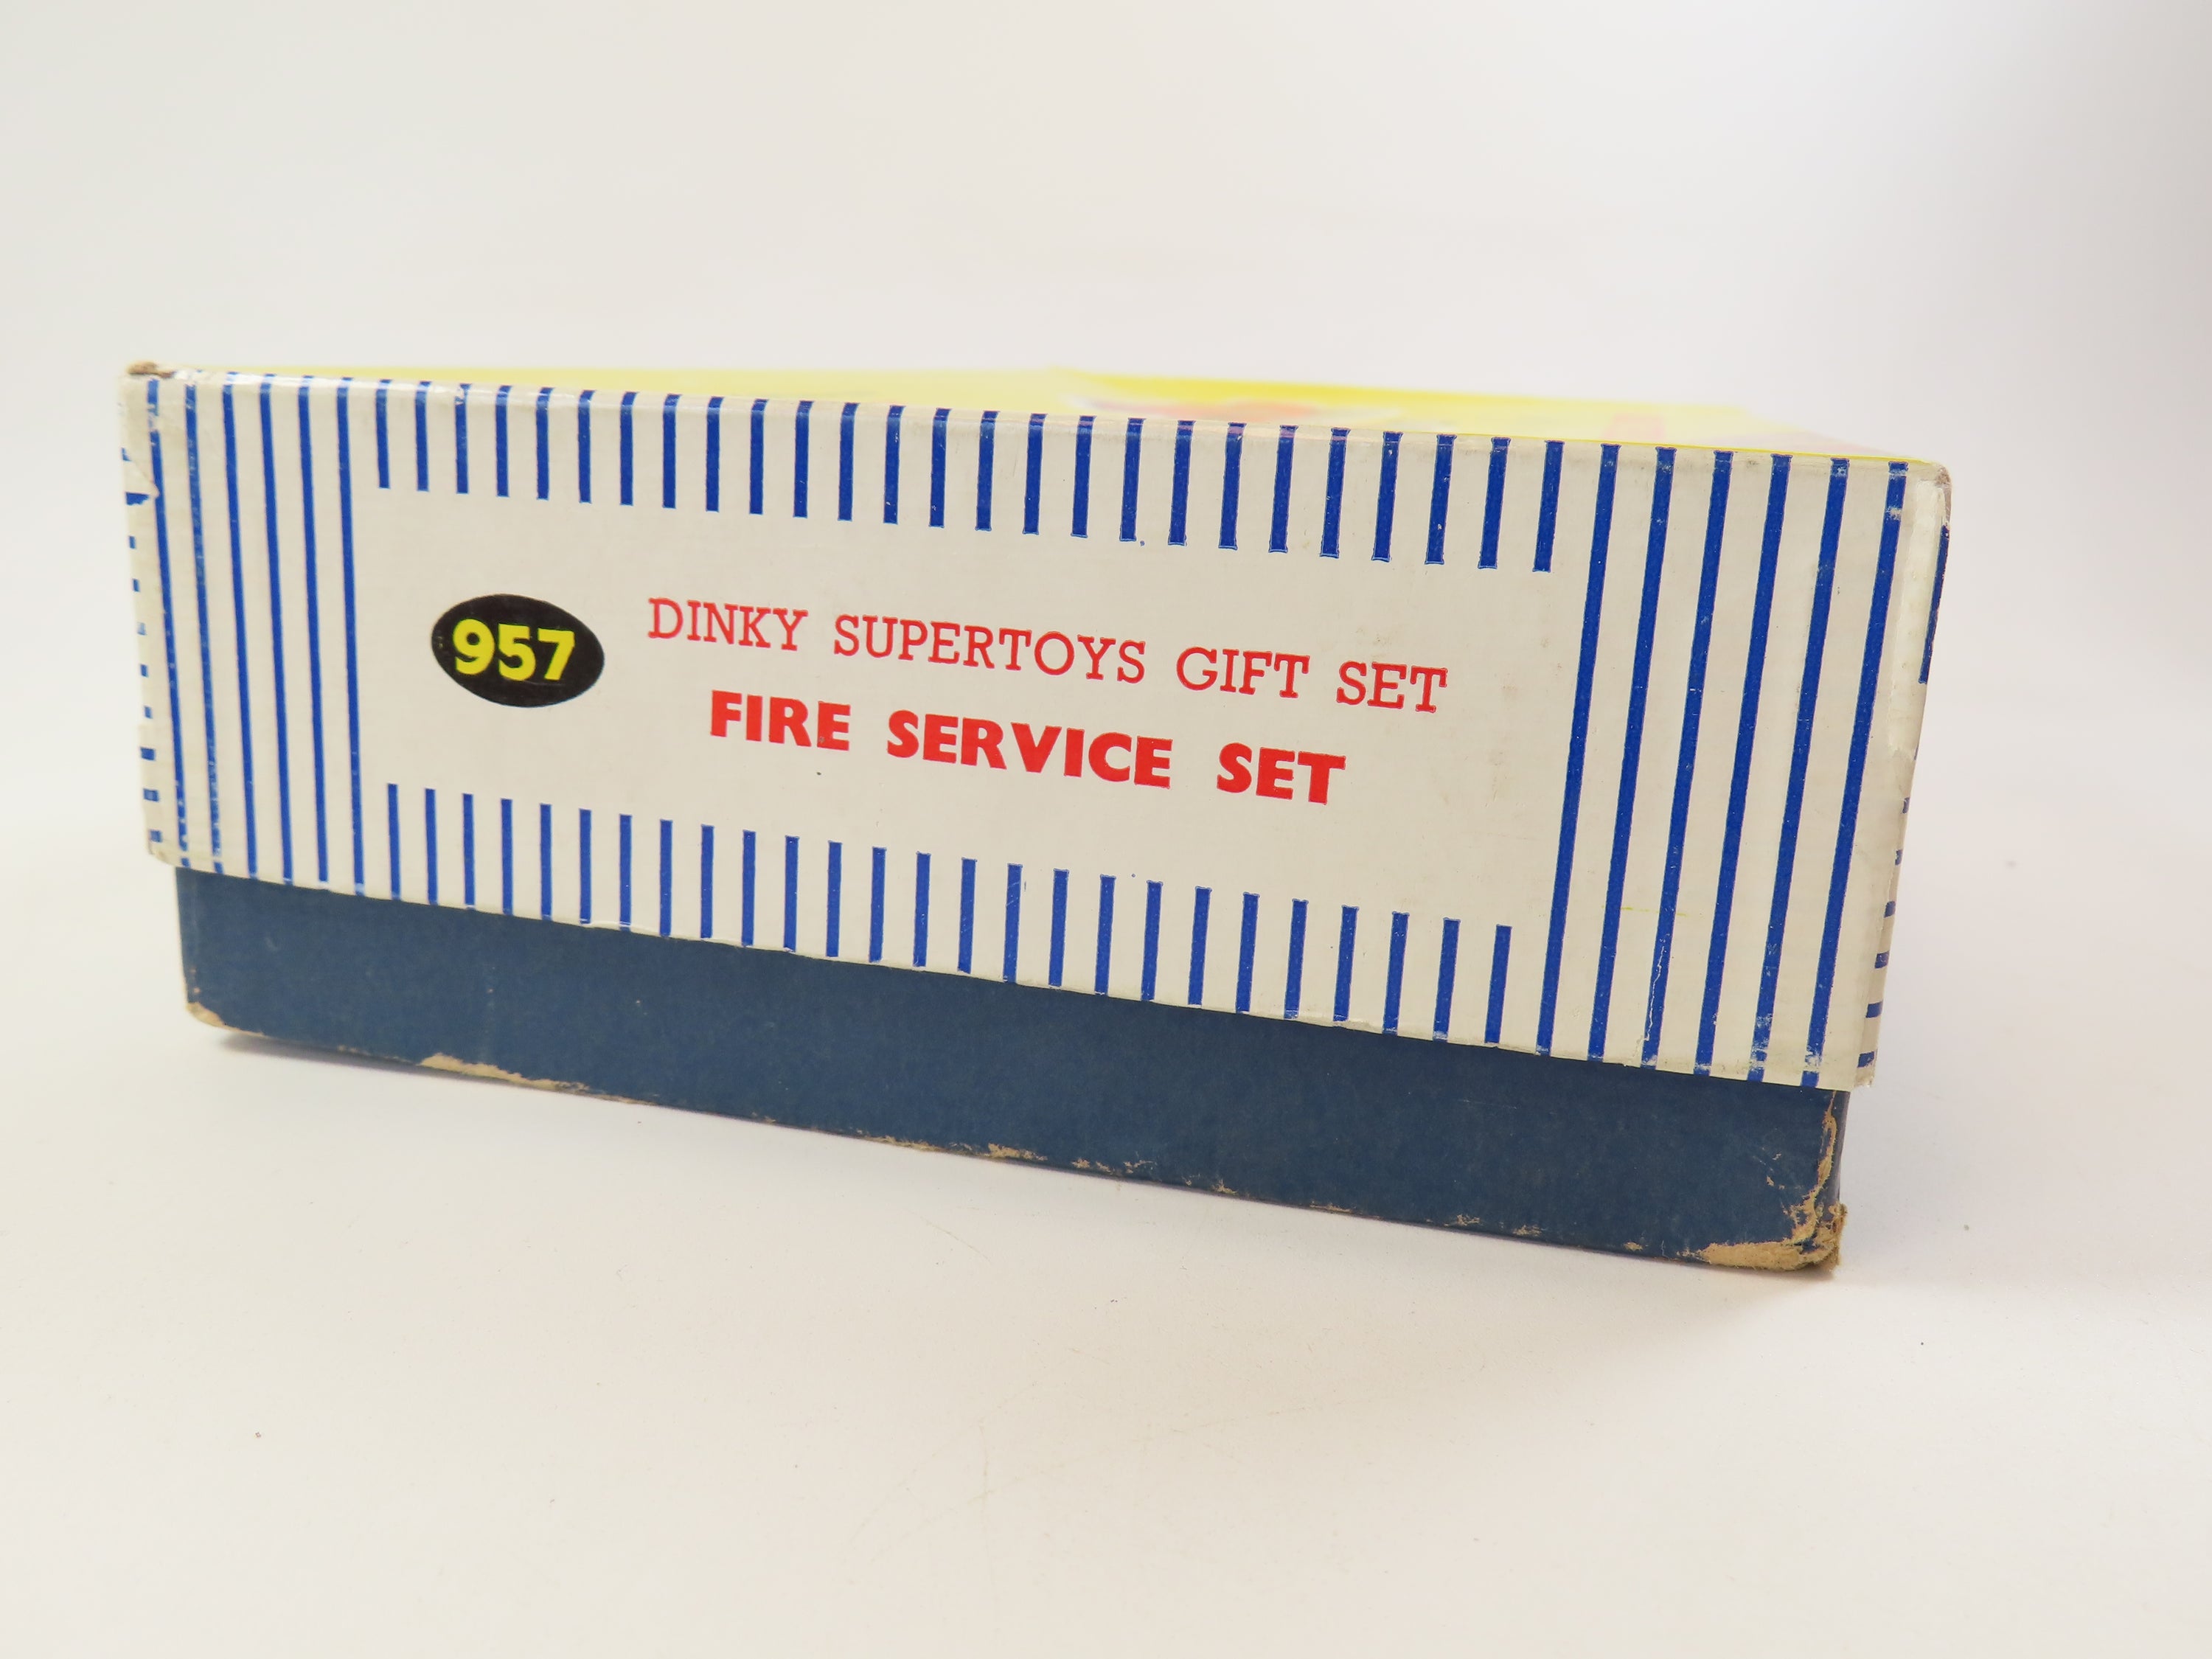 957
DINKY SUPERTOYS GIFT SET
FIRE SERVICE SET